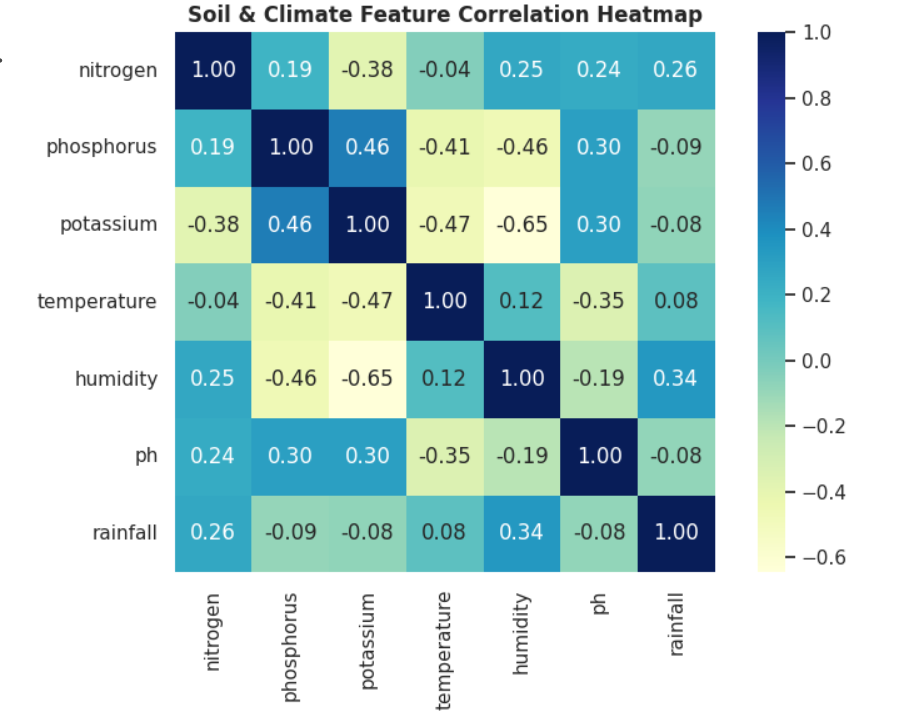 Soil & Climate Feature Correlation Heatmap
nitrogen 1.00 0.19 -0.38 -0.04 0.25 0.24 0.26
phosphorus 0.19 1.00 0.46 -0.41 -0.46 0.30 -0.09
potassium -0.38 0.46 1.00 -0.47 -0.65 0.30 -0.08
temperature -0.04 -0.41 -0.47 1.00 0.12 -0.35 0.08
humidity 0.25 -0.46 -0.65 0.12 1.00 -0.19 0.34
ph 0.24 0.30 0.30 -0.35 -0.19 1.00 -0.08
rainfall 0.26 -0.09 -0.08 0.08 0.34 -0.08 1.00
nitrogen phosphorus potassium temperature humidity ph rainfall
1.0
0.8
0.6
0.4
0.2
0.0
−0.2
−0.4
−0.6